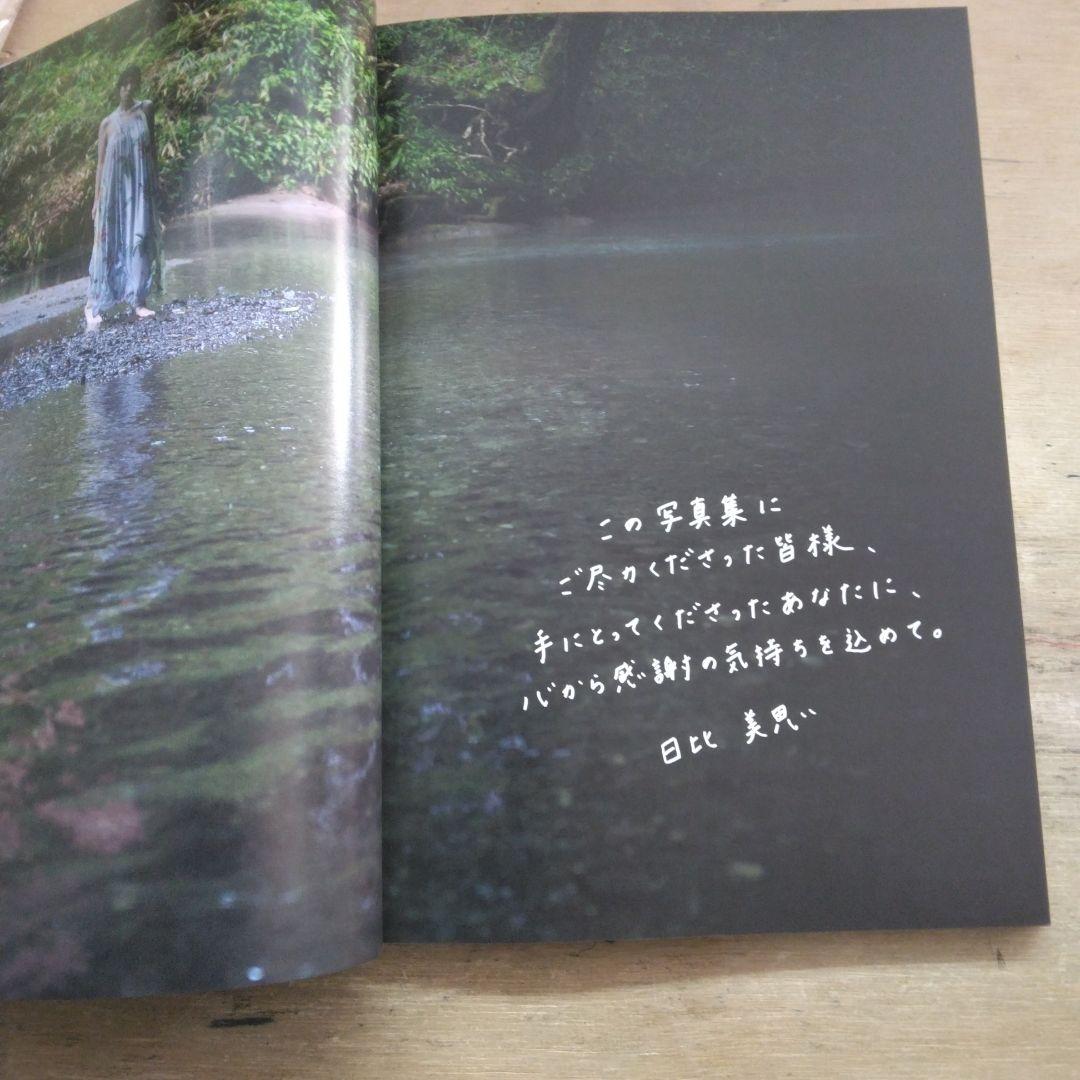 この写真集に
ご尽力くださった皆様、
手にとってくださったあなたに、
心から感謝の気持ちを込めて。
日比 美思